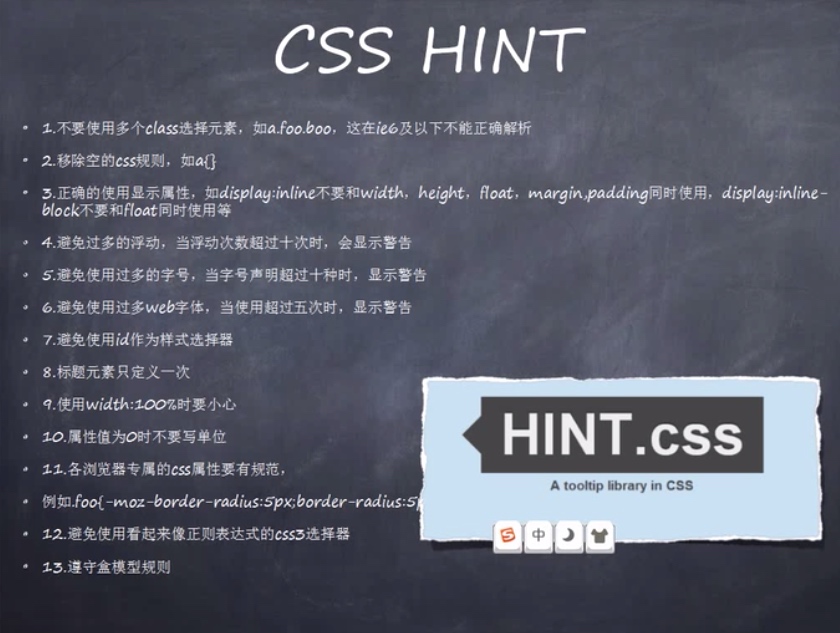 CSS HINT
1.不要使用多个class选择元素，如a.foo.boo，这在ie6及以下不能正确解析
2.移除空的css规则，如a{}
3.正确的使用显示属性，如display:inline不要和width，height，float，margin,padding同时使用，display:inline-
block不要和float同时使用等
4.避免过多的浮动，当浮动次数超过十次时，会显示警告
5.避免使用过多的字号，当字号声明超过十种时，显示警告
6.避免使用过多web字体，当使用超过五次时，显示警告
7.避免使用id作为样式选择器
8.标题元素只定义一次
9.使用width:100%时要小心
10.属性值为0时不要写单位
11.各浏览器专属的css属性要有规范，
例如.foo{-moz-border-radius:5px;border-radius:5p
12.避免使用看起来像正则表达式的css3选择器
13.遵守盒模型规则
HINT.css
A tooltip library in CSS
S 中